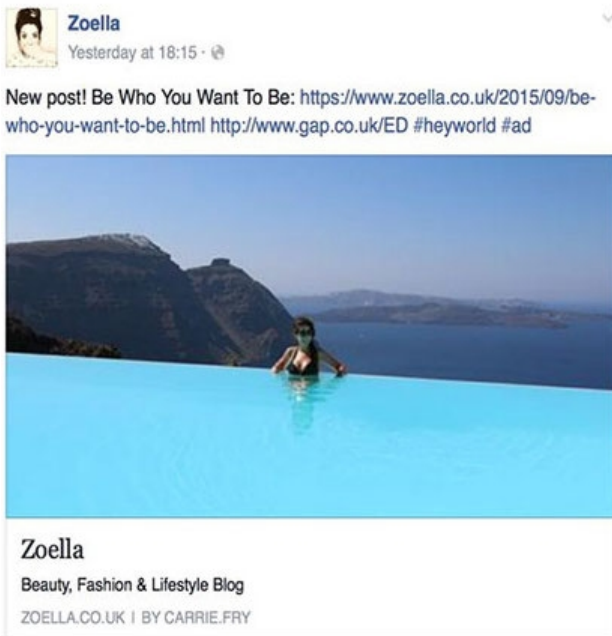 Zoella
Yesterday at 18:15 ·
New post! Be Who You Want To Be: https://www.zoella.co.uk/2015/09/be-
who-you-want-to-be.html http://www.gap.co.uk/ED #heyworld #ad
Zoella
Beauty, Fashion & Lifestyle Blog
ZOELLA.CO.UK | BY CARRIE.FRY